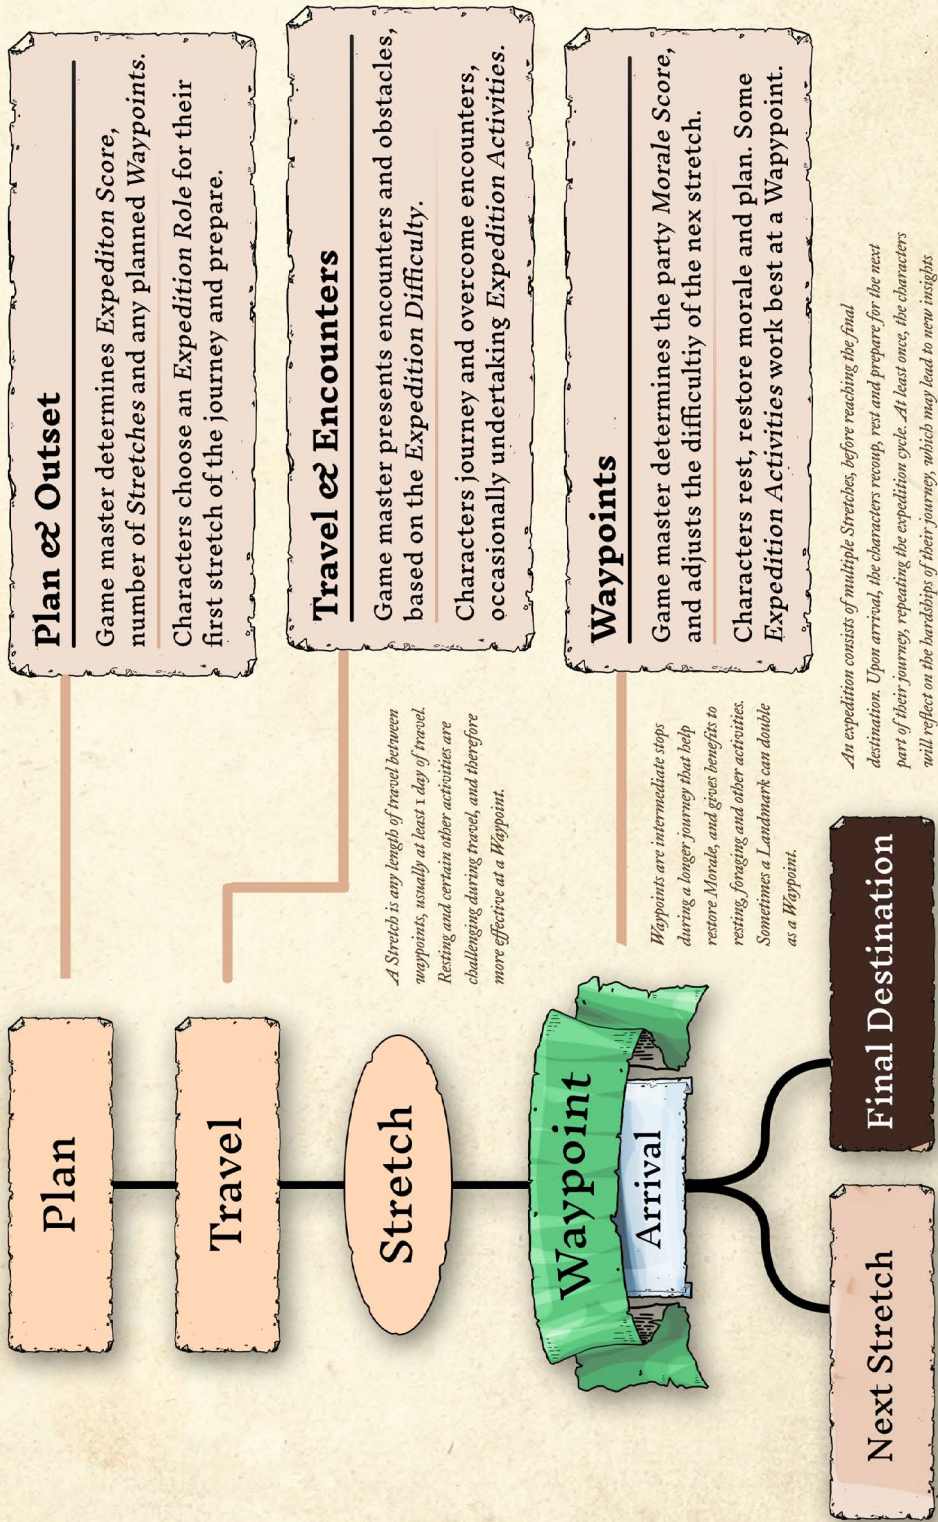 Plan
Travel
Stretch
Waypoint
Arrival
Next Stretch
Final Destination
Plan & Outset
Game master determines Expediton Score,
number of Stretches and any planned Waypoints.
Characters choose an Expedition Role for their
first stretch of the journey and prepare.
Travel & Encounters
Game master presents encounters and obstacles,
based on the Expedition Difficulty.
Characters journey and overcome encounters,
occasionally undertaking Expedition Activities.
A Stretch is any length of travel between
waypoints, usually at least 1 day of travel.
Resting and certain other activities are
challenging during travel, and therefore
more effective at a Waypoint.
Waypoints
Game master determines the party Morale Score,
and adjusts the difficultiy of the nex stretch.
Characters rest, restore morale and plan. Some
Expedition Activities work best at a Wapypoint.
Waypoints are intermediate stops
during a longer journey that help
restore Morale, and gives benefits to
resting, foraging and other activities.
Sometimes a Landmark can double
as a Waypoint.
An expedition consists of multiple Stretches, before reaching the final
destination. Upon arrival, the characters recoup, rest and prepare for the next
part of their journey, repeating the expedition cycle. At least once, the characters
will reflect on the hardships of their journey, which may lead to new insights